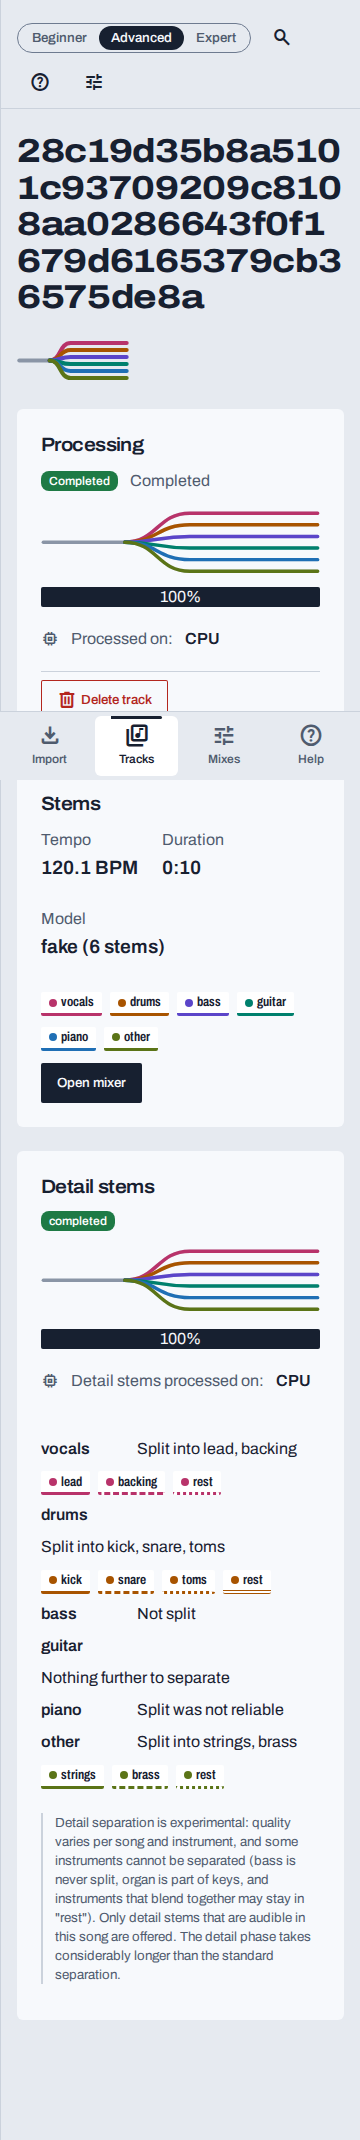 Beginner Advanced Expert
28c19d35b8a510
1c93709209c810
8aa0286643f0f1
679d6165379cb3
6575de8a
Processing
Completed Completed
100%
Processed on: CPU
Delete track
Import Tracks Mixes Help
Stems
Tempo Duration
120.1 BPM 0:10
Model
fake (6 stems)
vocals drums bass guitar
piano other
Open mixer
Detail stems
completed
100%
Detail stems processed on: CPU
vocals Split into lead, backing
lead backing rest
drums
Split into kick, snare, toms
kick snare toms rest
bass Not split
guitar
Nothing further to separate
piano Split was not reliable
other Split into strings, brass
strings brass rest
Detail separation is experimental: quality
varies per song and instrument, and some
instruments cannot be separated (bass is
never split, organ is part of keys, and
instruments that blend together may stay in
"rest"). Only detail stems that are audible in
this song are offered. The detail phase takes
considerably longer than the standard
separation.